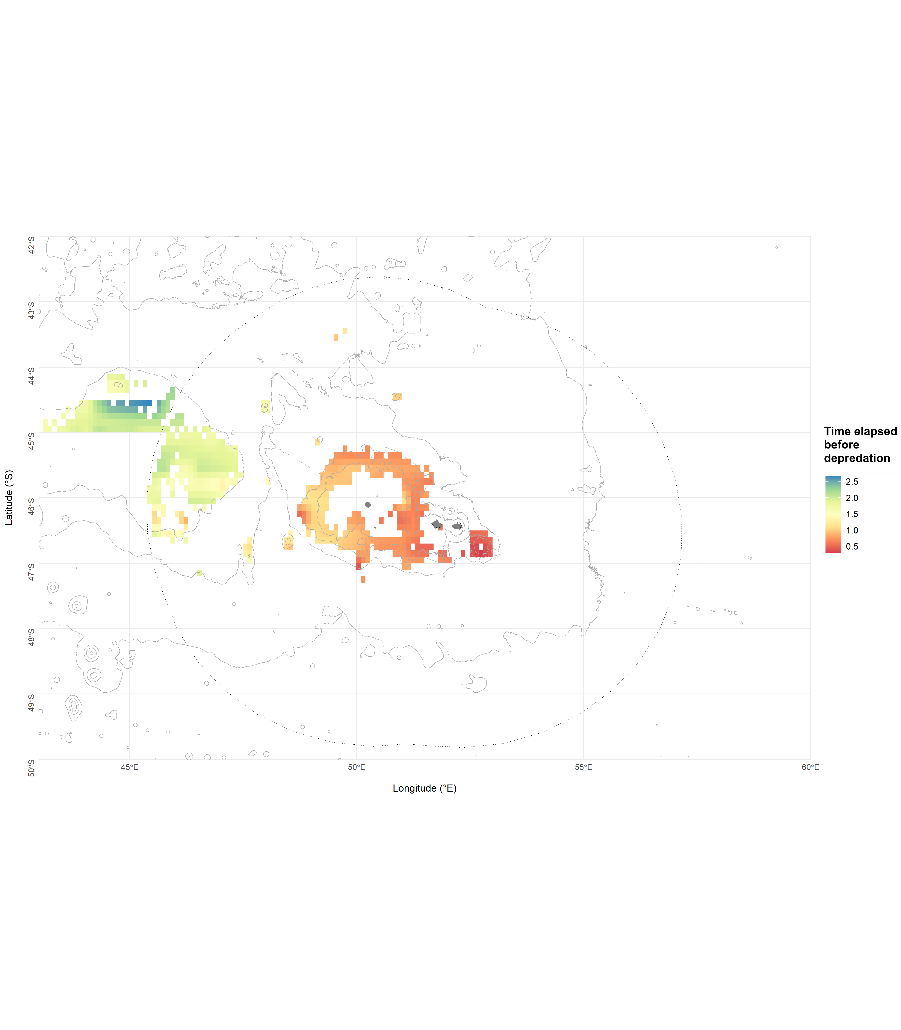 42°S
43°S
44°S
45°S
46°S
47°S
48°S
49°S
50°S
Latitude (°S)
45°E
50°E
55°E
60°E
Longitude (°E)
Time elapsed
before
depredation
2.5
2.0
1.5
1.0
0.5